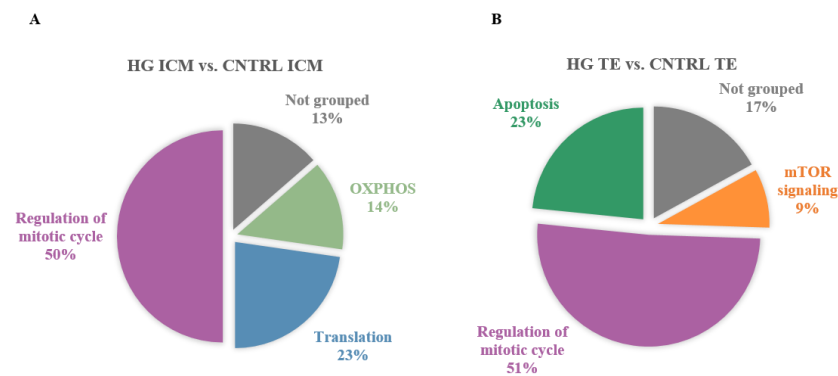 A
HG ICM vs. CNTRL ICM
Not grouped
13%
OXPHOS
14%
Regulation of
mitotic cycle
50%
Translation
23%
B
HG TE vs. CNTRL TE
Apoptosis
23%
Not grouped
17%
mTOR
signaling
9%
Regulation of
mitotic cycle
51%